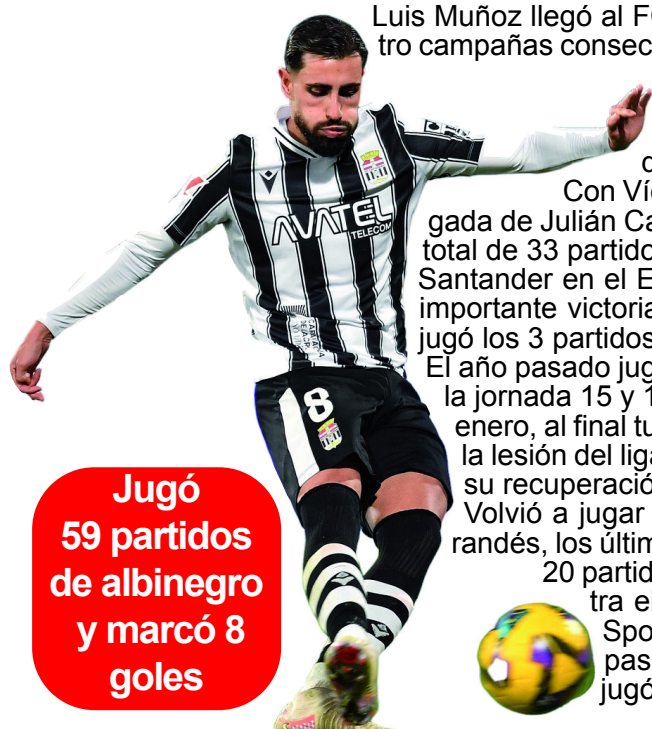 Luis Muñoz llegó al F
tro campañas consec
Con Ví
gada de Julián Ca
total de 33 partido
Santander en el E
importante victoria
jugó los 3 partidos
El año pasado jug
la jornada 15 y 1
enero, al final tu
la lesión del liga
su recuperació
Volvió a jugar
randés, los últim
20 partid
tra el
Spo
pas
jugó
AVATEL
TELECOM
8
Jugó
59 partidos
de albinegro
y marcó 8
goles